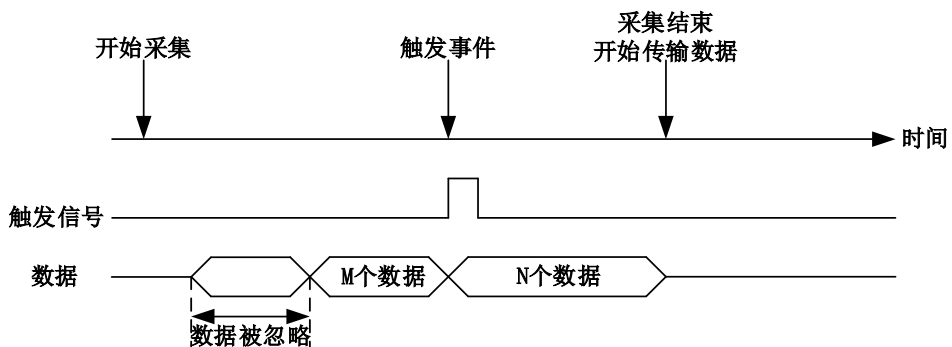 开始采集
触发事件
采集结束
开始传输数据
时间
触发信号
数据
M个数据
N个数据
数据被忽略